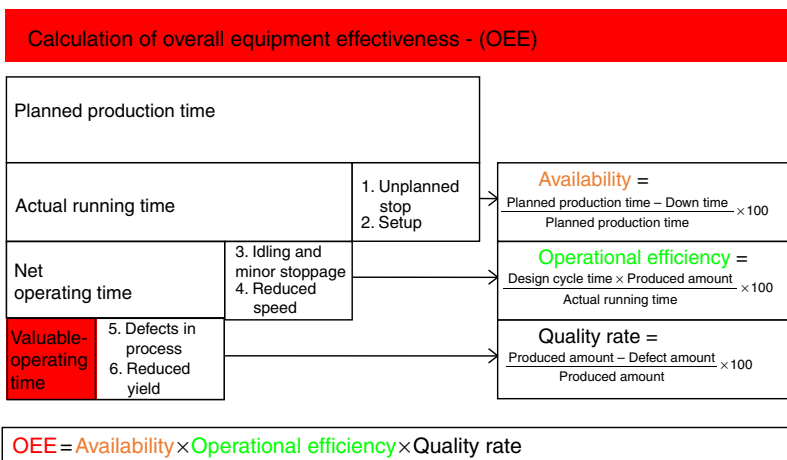 Calculation of overall equipment effectiveness - (OEE)
Planned production time
Actual running time
1. Unplanned
stop
2. Setup
Availability =
Planned production time – Down time
Planned production time
×100
Net
operating time
3. Idling and
minor stoppage
4. Reduced
speed
Operational efficiency =
Design cycle time × Produced amount
Actual running time
×100
Valuable-
operating
time
5. Defects in
process
6. Reduced
yield
Quality rate =
Produced amount – Defect amount
Produced amount
×100
OEE=Availability×Operational efficiency×Quality rate